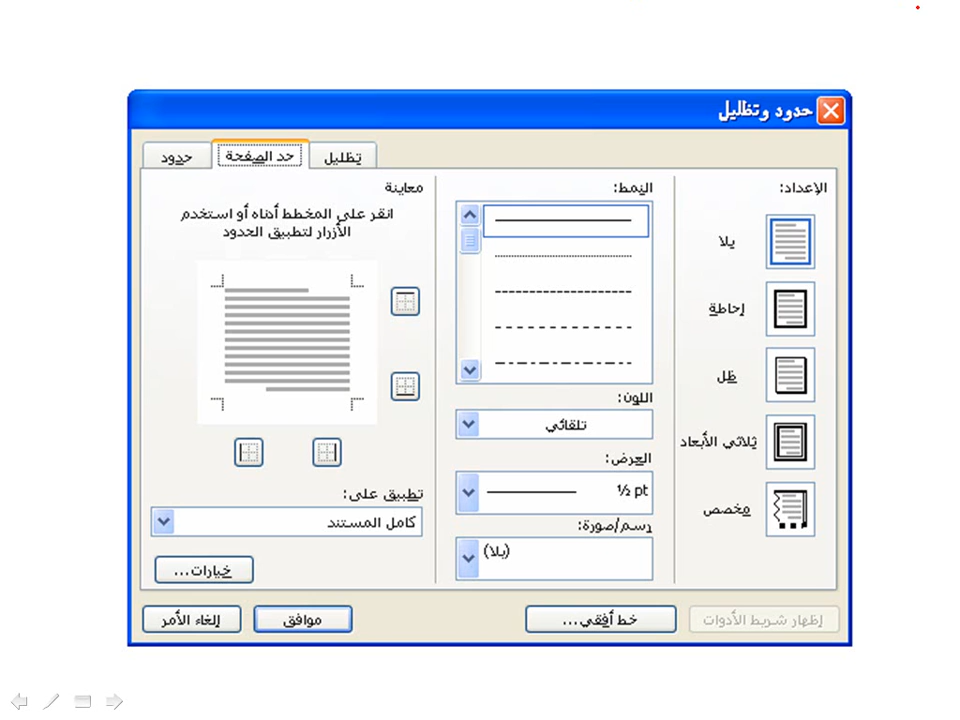 حدود وتظليل
حدود
حد الصفحة
تظليل
الإعداد:
بلا
إحاطة
ظل
ثلاثي الأبعاد
مخصص
النمط:
اللون:
تلقائي
العرض:
½ pt
رسم/صورة:
(بلا)
معاينة
انقر على المخطط أدناه أو استخدم
الأزرار لتطبيق الحدود
تطبيق على:
كامل المستند
خيارات...
إظهار شريط الأدوات
خط أفقي...
موافق
إلغاء الأمر